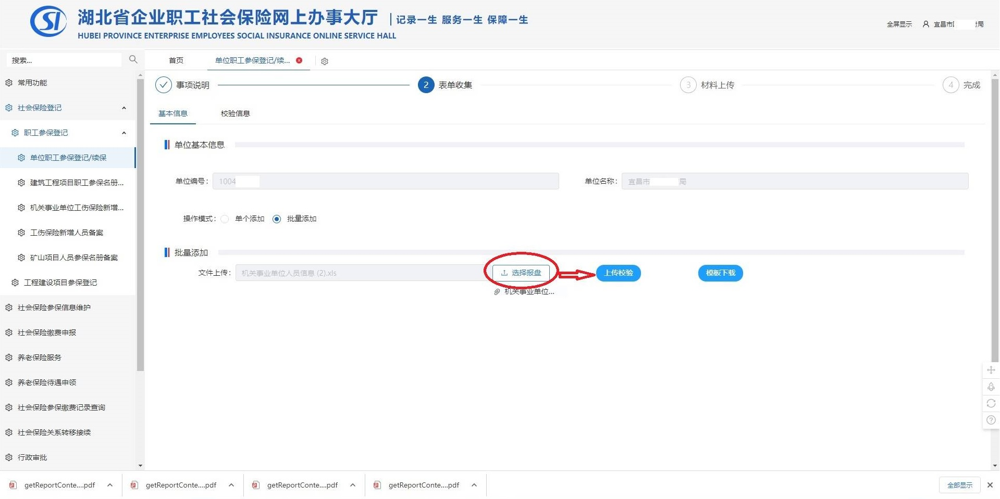 SI
湖北省企业职工社会保险网上办事大厅
记录一生 服务一生 保障一生
HUBEI PROVINCE ENTERPRISE EMPLOYEES SOCIAL INSURANCE ONLINE SERVICE HALL
全屏显示
宜昌市
局
搜索...
首页
单位职工参保登记/续...
常用功能
社会保险登记
职工参保登记
单位职工参保登记/续保
建筑工程项目职工参保名册...
机关事业单位工伤保险新增...
工伤保险新增人员备案
矿山项目人员参保名册备案
工程建设项目参保登记
社会保险参保信息维护
社会保险缴费申报
养老保险服务
养老保险待遇申领
社会保险参保缴费记录查询
社会保险关系转移接续
行政审批
事项说明
2 表单收集
3 材料上传
4 完成
基本信息
校验信息
单位基本信息
单位编号: 1004
单位名称: 宜昌市 局
操作模式: 单个添加 批量添加
批量添加
文件上传: 机关事业单位人员信息 (2).xls
选择报盘
上传校验
模板下载
机关事业单位...
getReportConte....pdf
getReportConte....pdf
getReportConte....pdf
getReportConte....pdf
全部显示